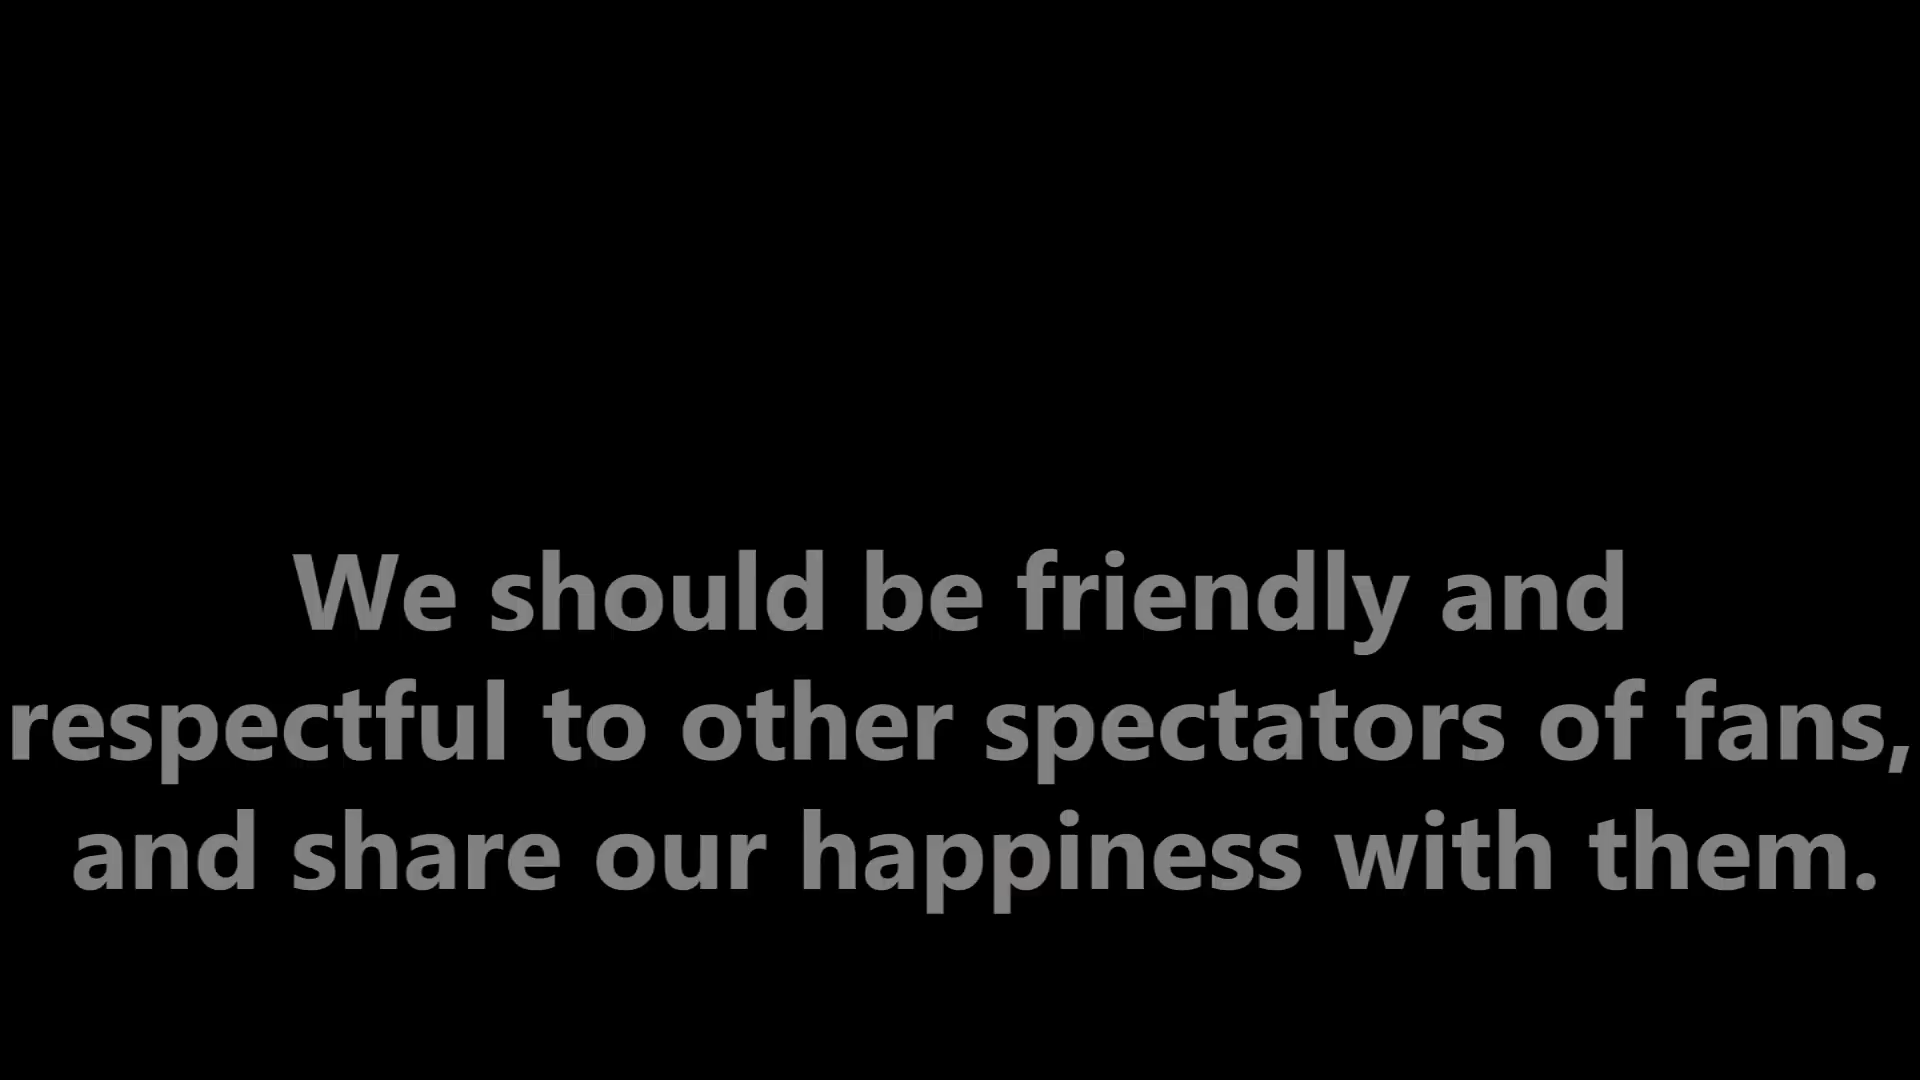 We should be friendly and
respectful to other spectators of fans,
and share our happiness with them.